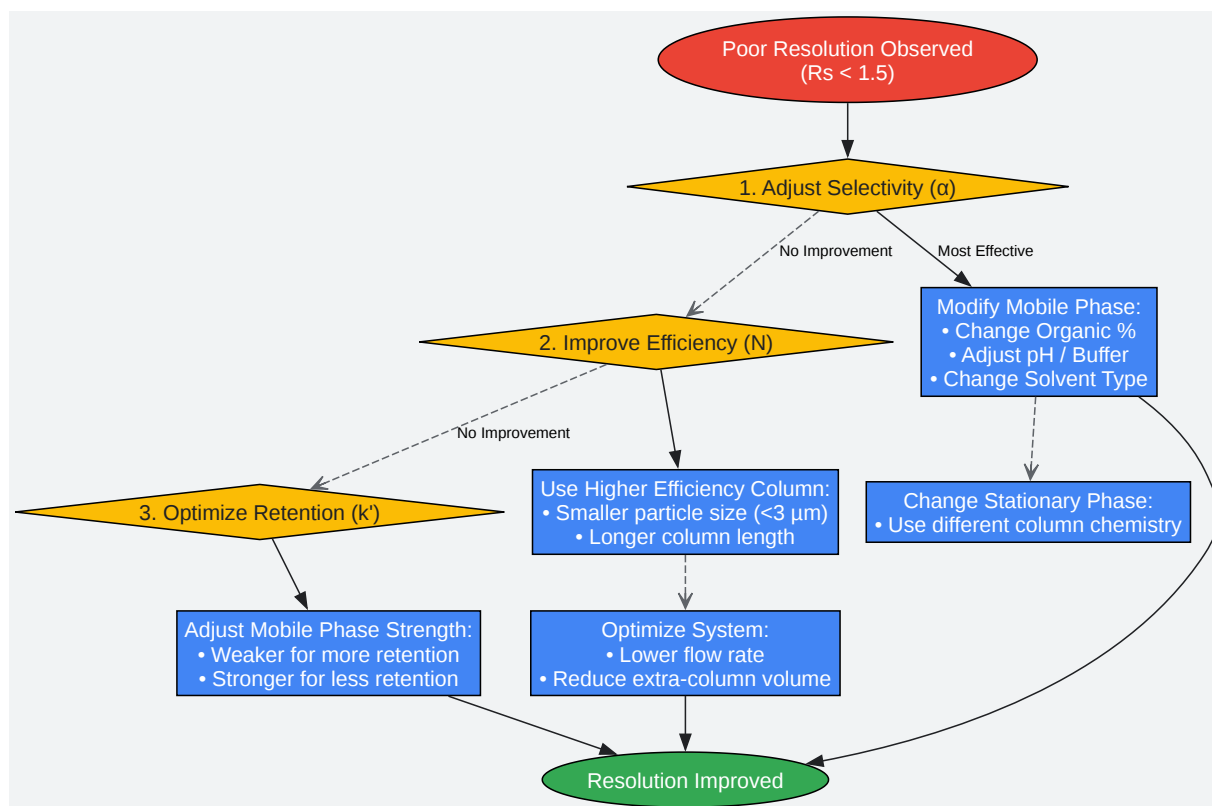 Poor Resolution Observed
(Rs < 1.5)
1. Adjust Selectivity (α)
No Improvement
Most Effective
Modify Mobile Phase:
• Change Organic %
• Adjust pH / Buffer
• Change Solvent Type
2. Improve Efficiency (N)
No Improvement
Use Higher Efficiency Column:
• Smaller particle size (<3 µm)
• Longer column length
Change Stationary Phase:
• Use different column chemistry
3. Optimize Retention (k')
Adjust Mobile Phase Strength:
• Weaker for more retention
• Stronger for less retention
Optimize System:
• Lower flow rate
• Reduce extra-column volume
Resolution Improved